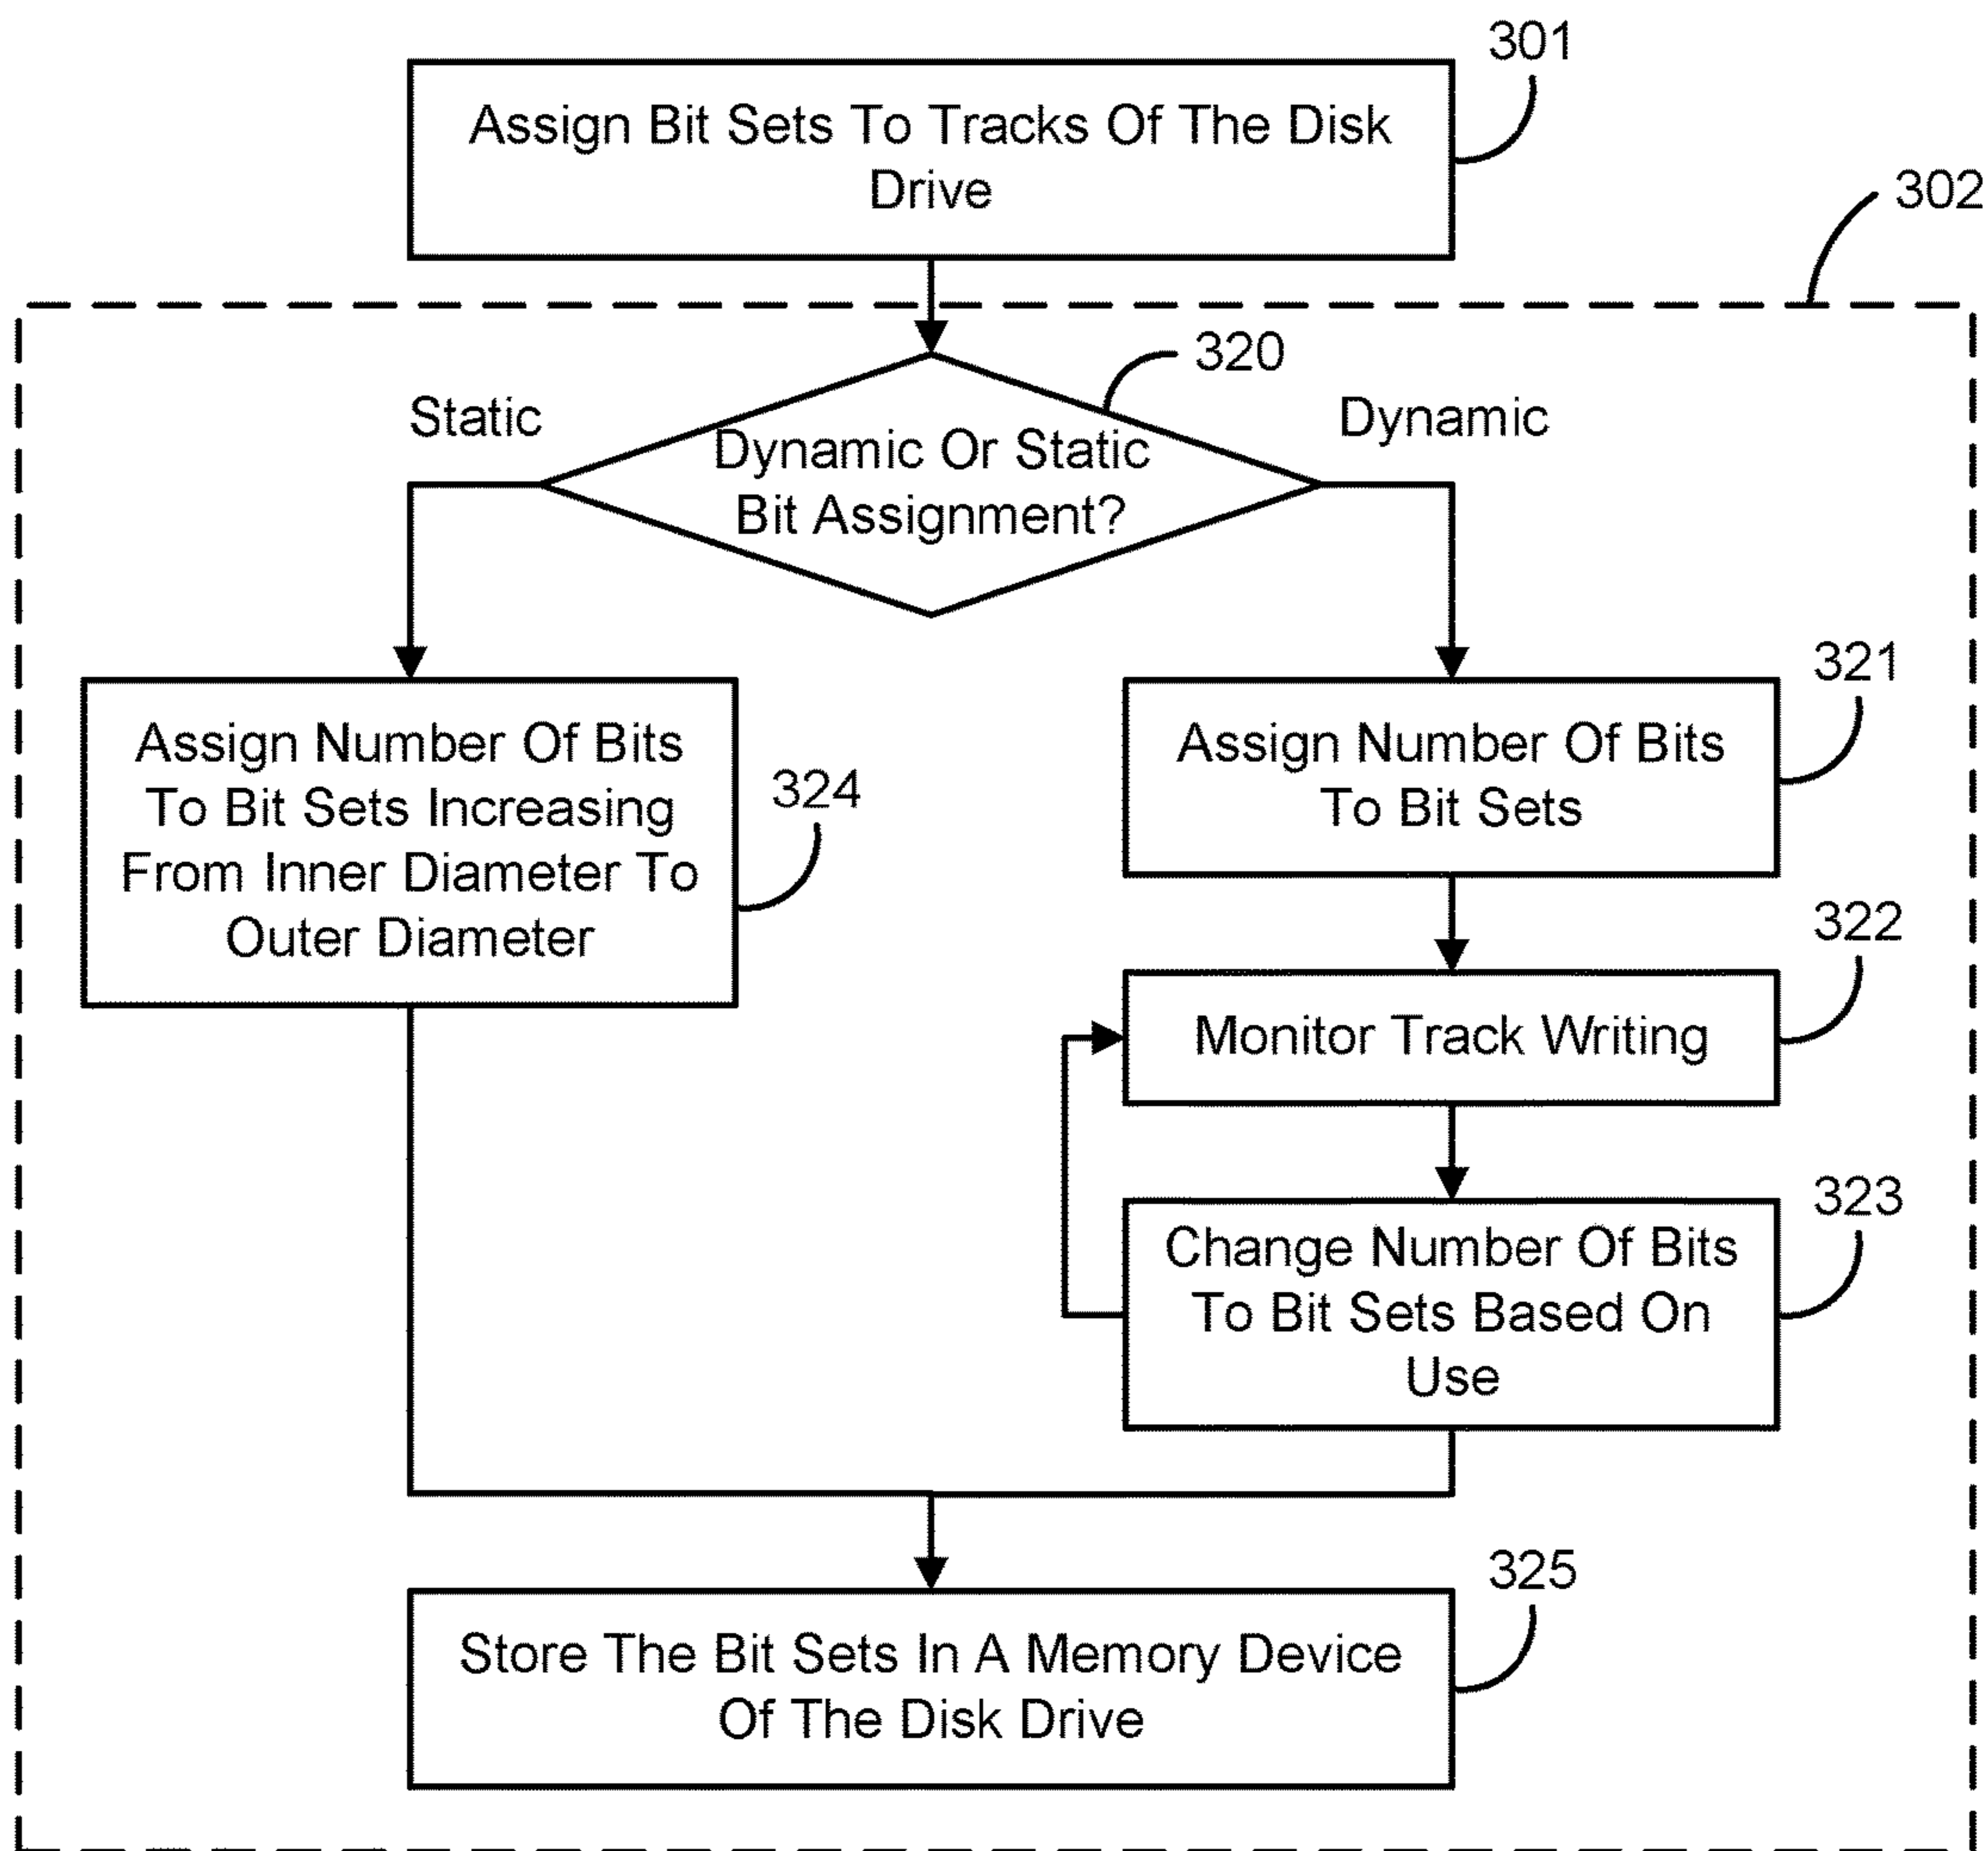 301
Assign Bit Sets To Tracks Of The Disk
Drive
302
320
Static
Dynamic
Dynamic Or Static
Bit Assignment?
321
Assign Number Of Bits
To Bit Sets Increasing
From Inner Diameter To
Outer Diameter
324
Assign Number Of Bits
To Bit Sets
322
Monitor Track Writing
323
Change Number Of Bits
To Bit Sets Based On
Use
325
Store The Bit Sets In A Memory Device
Of The Disk Drive